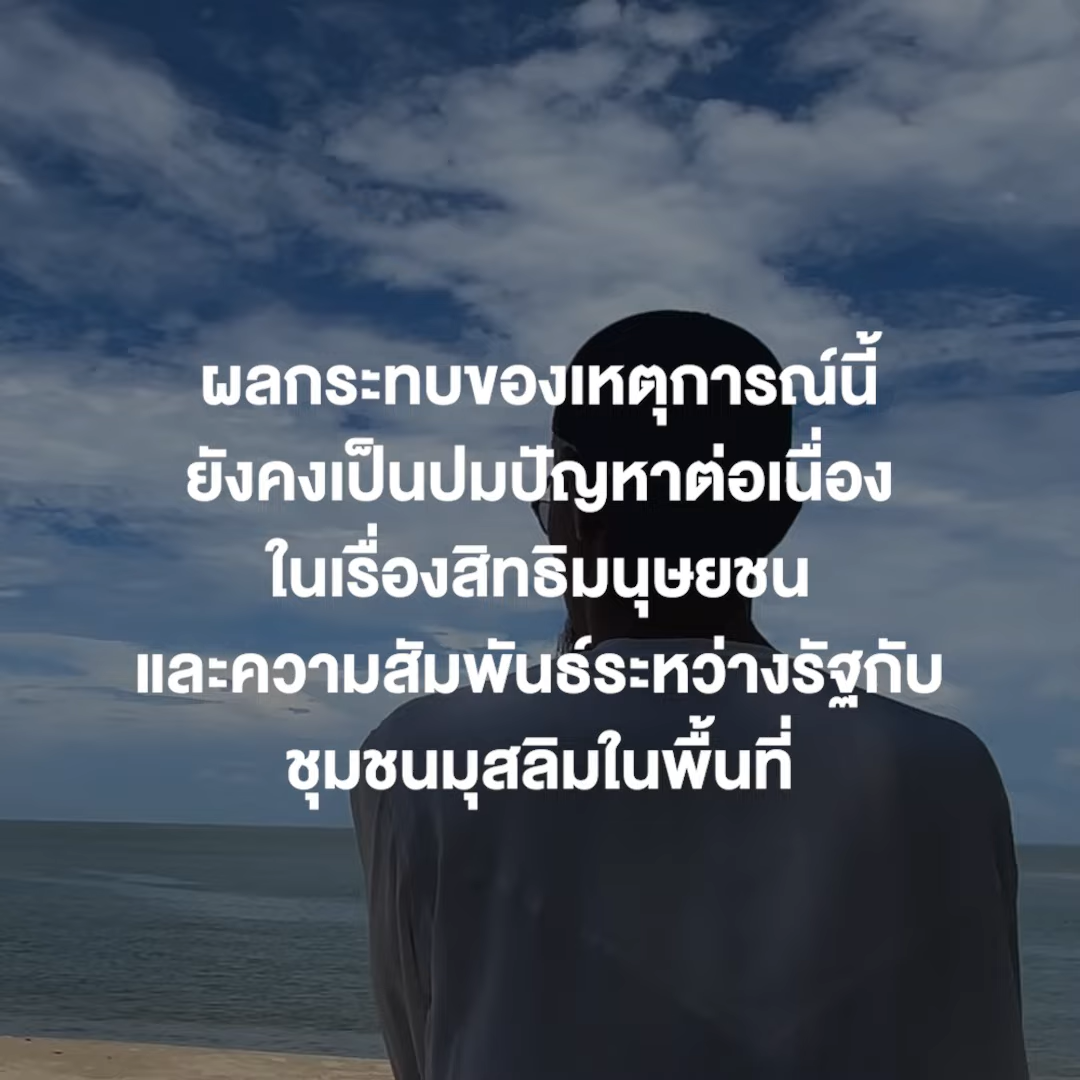 ผลกระทบของเหตุการณ์นี้
ยังคงเป็นปมปัญหาต่อเนื่อง
ในเรื่องสิทธิมนุษยชน
และความสัมพันธ์ระหว่างรัฐกับ
ชุมชนมุสลิมในพื้นที่